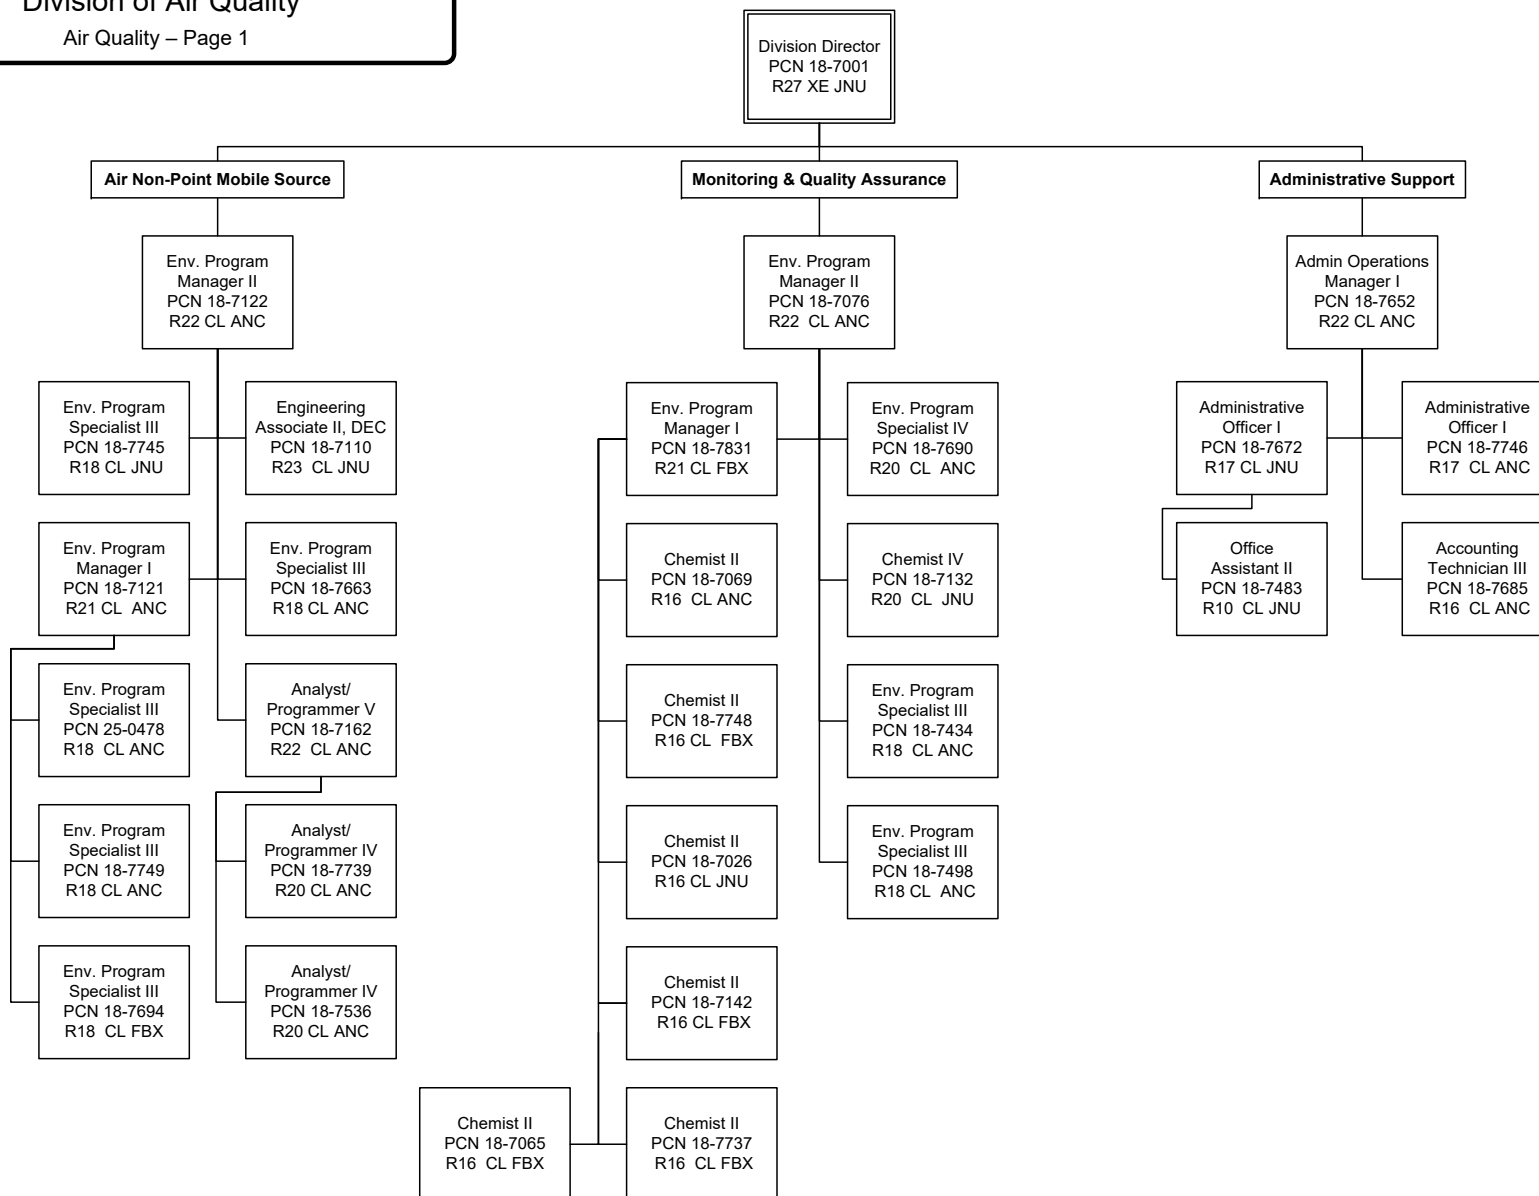 Division of Air Quality
Air Quality – Page 1
Division Director
PCN 18-7001
R27 XE JNU
Air Non-Point Mobile Source
Monitoring & Quality Assurance
Administrative Support
Env. Program
Manager II
PCN 18-7122
R22 CL ANC
Env. Program
Manager II
PCN 18-7076
R22 CL ANC
Admin Operations
Manager I
PCN 18-7652
R22 CL ANC
Env. Program
Specialist III
PCN 18-7745
R18 CL JNU
Engineering
Associate II, DEC
PCN 18-7110
R23 CL JNU
Env. Program
Manager I
PCN 18-7831
R21 CL FBX
Env. Program
Specialist IV
PCN 18-7690
R20 CL ANC
Administrative
Officer I
PCN 18-7672
R17 CL JNU
Administrative
Officer I
PCN 18-7746
R17 CL ANC
Env. Program
Manager I
PCN 18-7121
R21 CL ANC
Env. Program
Specialist III
PCN 18-7663
R18 CL ANC
Chemist II
PCN 18-7069
R16 CL ANC
Chemist IV
PCN 18-7132
R20 CL JNU
Office
Assistant II
PCN 18-7483
R10 CL JNU
Accounting
Technician III
PCN 18-7685
R16 CL ANC
Env. Program
Specialist III
PCN 25-0478
R18 CL ANC
Analyst/
Programmer V
PCN 18-7162
R22 CL ANC
Chemist II
PCN 18-7748
R16 CL FBX
Env. Program
Specialist III
PCN 18-7434
R18 CL ANC
Env. Program
Specialist III
PCN 18-7749
R18 CL ANC
Analyst/
Programmer IV
PCN 18-7739
R20 CL ANC
Chemist II
PCN 18-7026
R16 CL JNU
Env. Program
Specialist III
PCN 18-7498
R18 CL ANC
Env. Program
Specialist III
PCN 18-7694
R18 CL FBX
Analyst/
Programmer IV
PCN 18-7536
R20 CL ANC
Chemist II
PCN 18-7142
R16 CL FBX
Chemist II
PCN 18-7065
R16 CL FBX
Chemist II
PCN 18-7737
R16 CL FBX